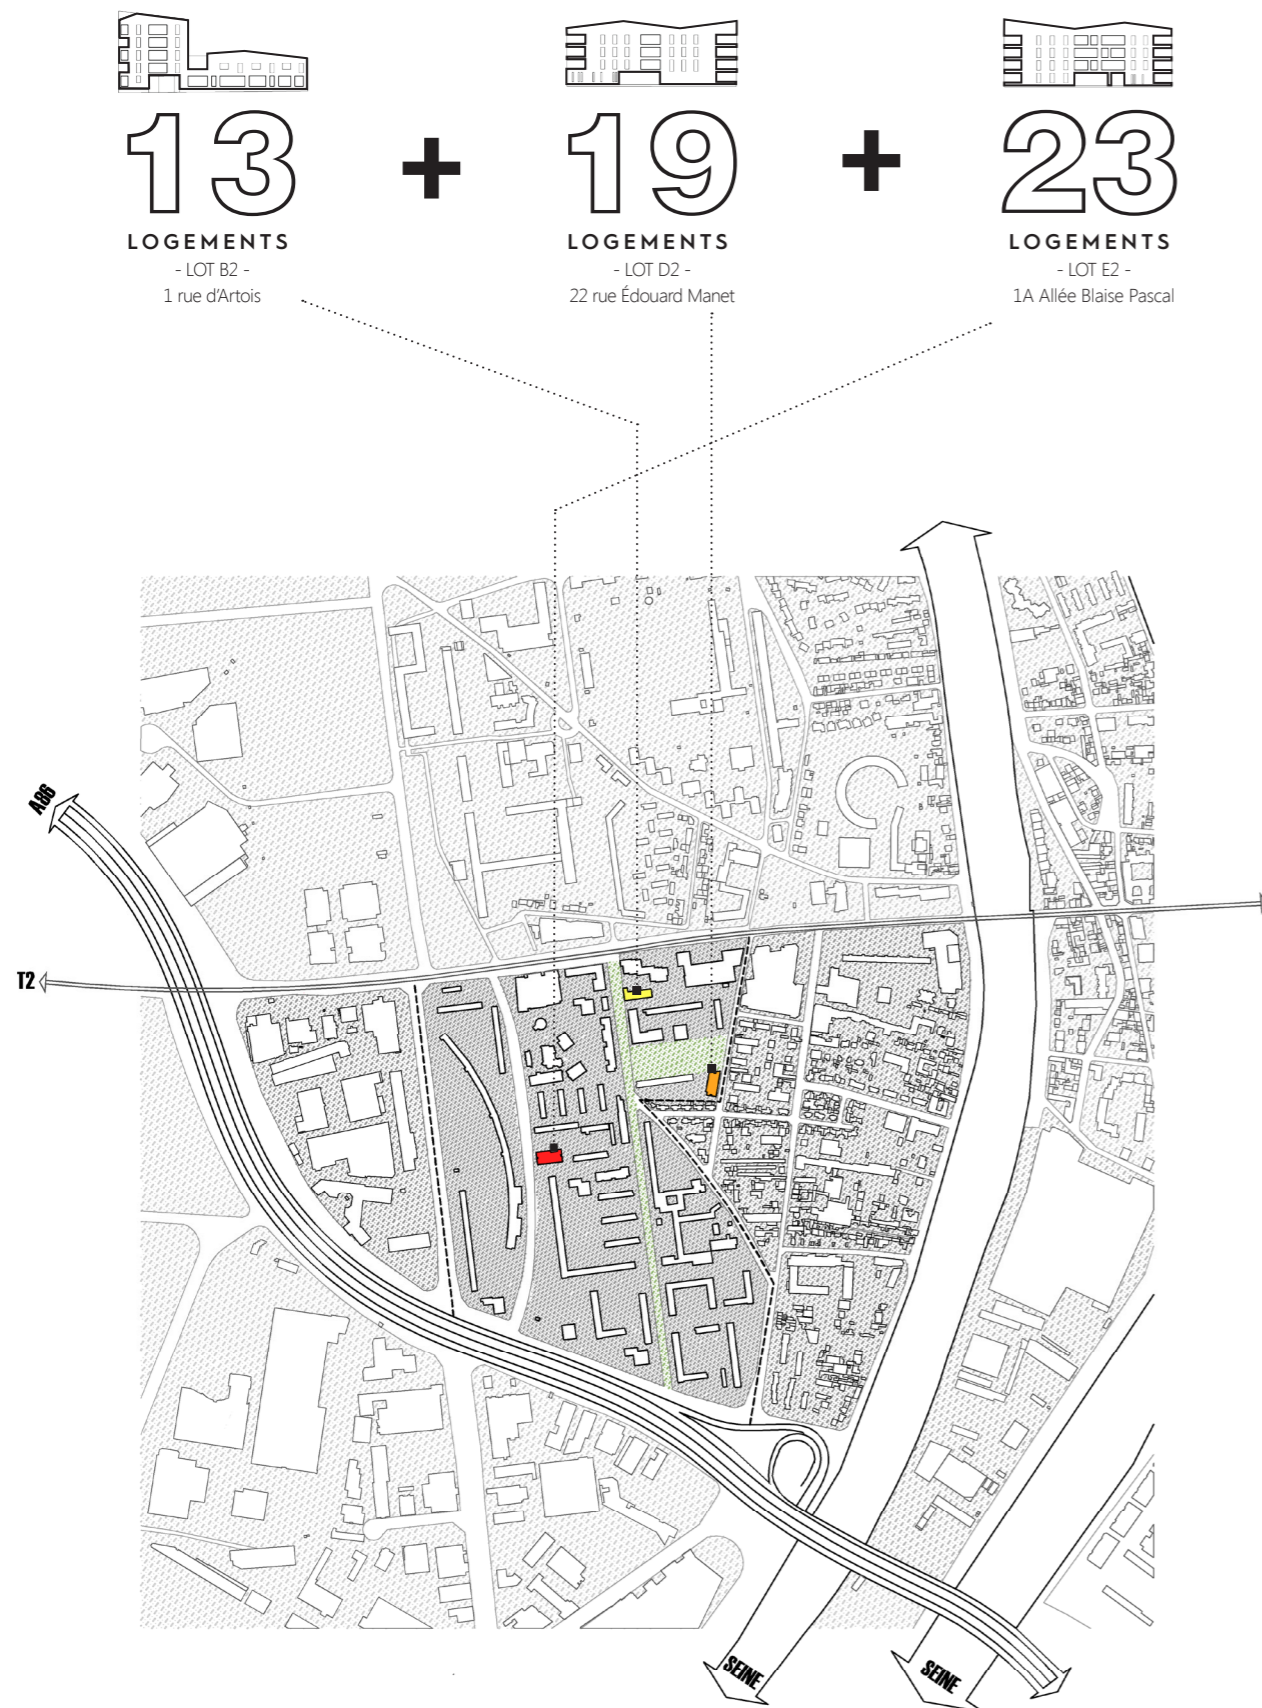 13 + 19 + 23
LOGEMENTS LOGEMENTS LOGEMENTS
- LOT B2 - - LOT D2 - - LOT E2 -
1 rue d'Artois 22 rue Édouard Manet 1A Allée Blaise Pascal
A86
T2
SEINE
SEINE